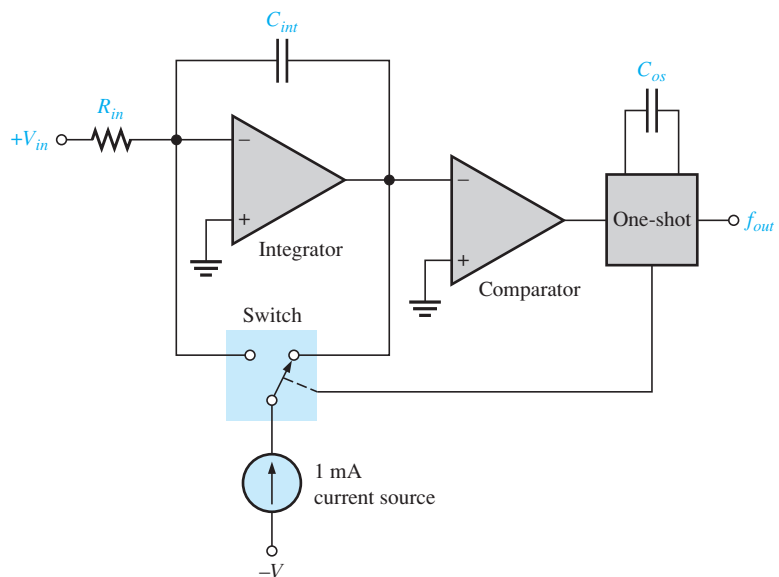 C_int
C_os
R_in
+V_in
−
+
Integrator
−
+
Comparator
One-shot
f_out
Switch
1 mA
current source
−V